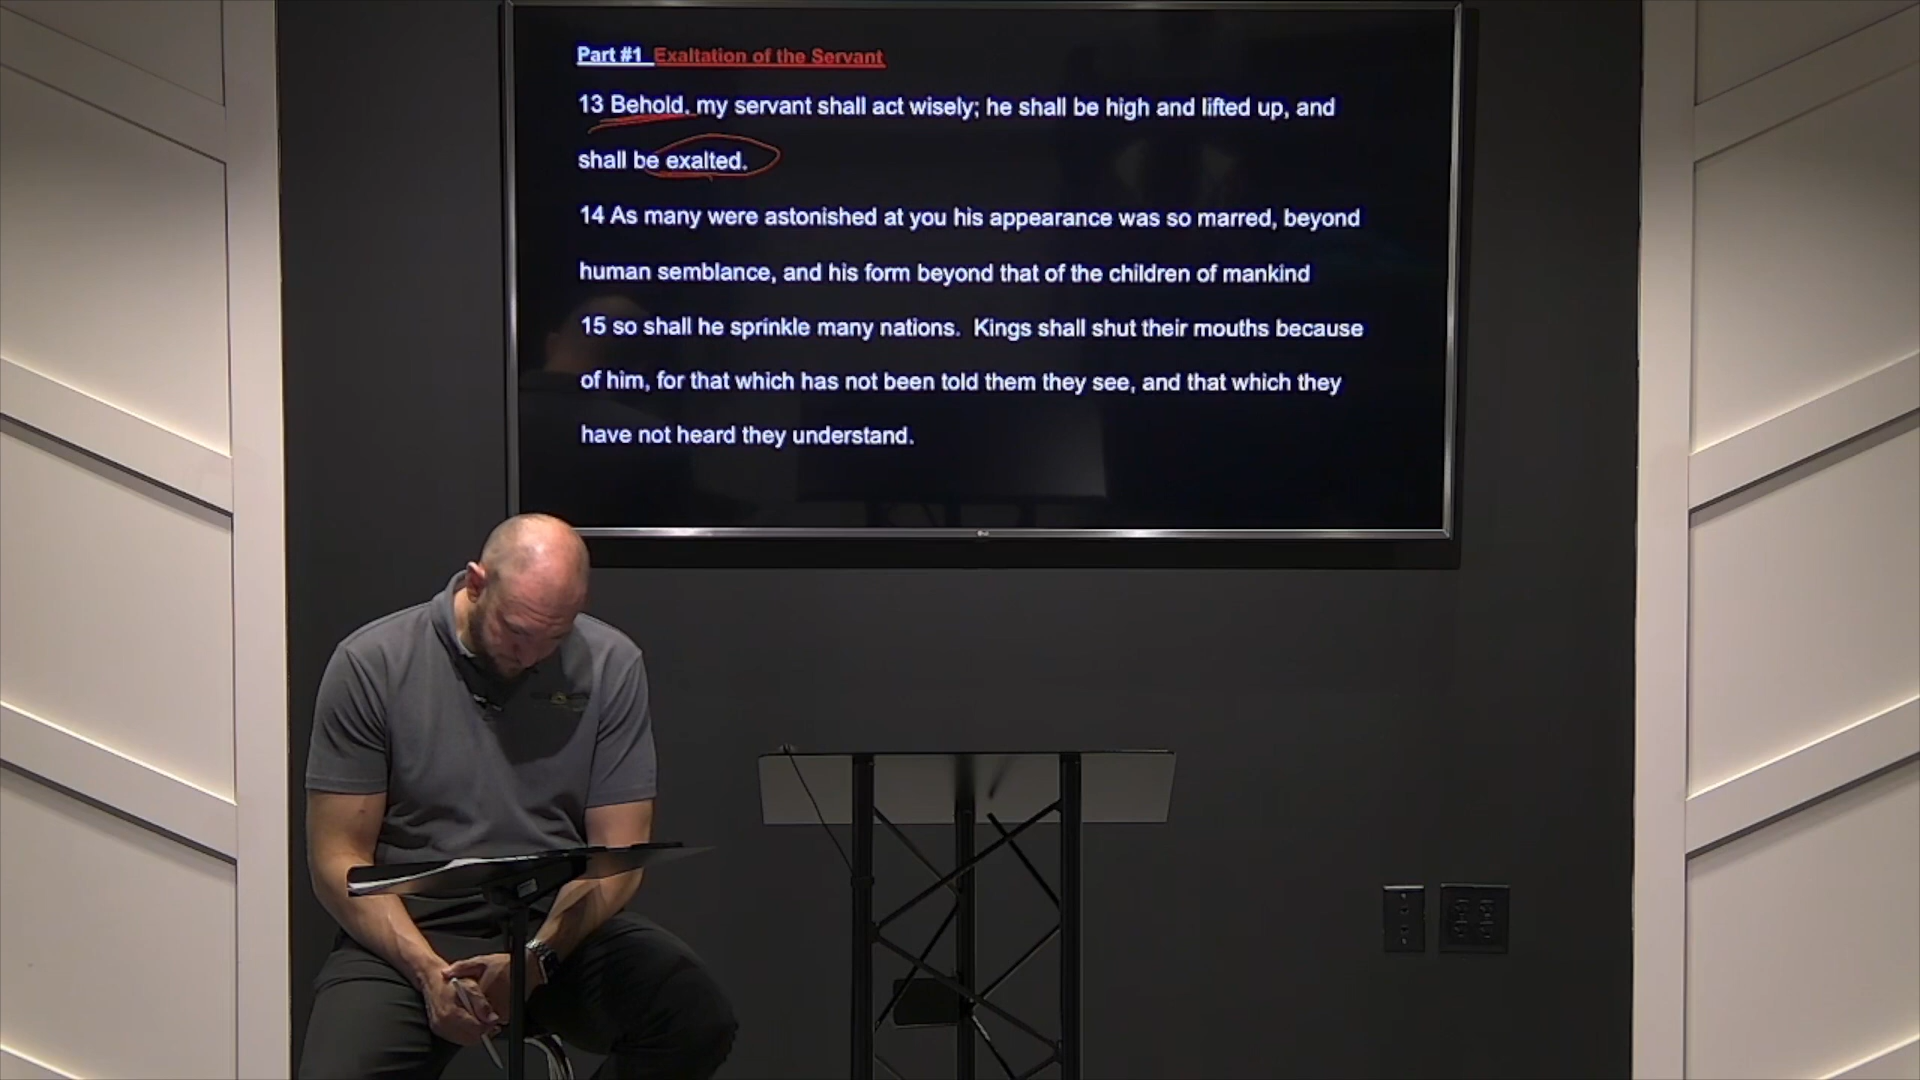 Part #1 Exaltation of the Servant
13 Behold, my servant shall act wisely; he shall be high and lifted up, and
shall be exalted.
14 As many were astonished at you his appearance was so marred, beyond
human semblance, and his form beyond that of the children of mankind
15 so shall he sprinkle many nations.  Kings shall shut their mouths because
of him, for that which has not been told them they see, and that which they
have not heard they understand.